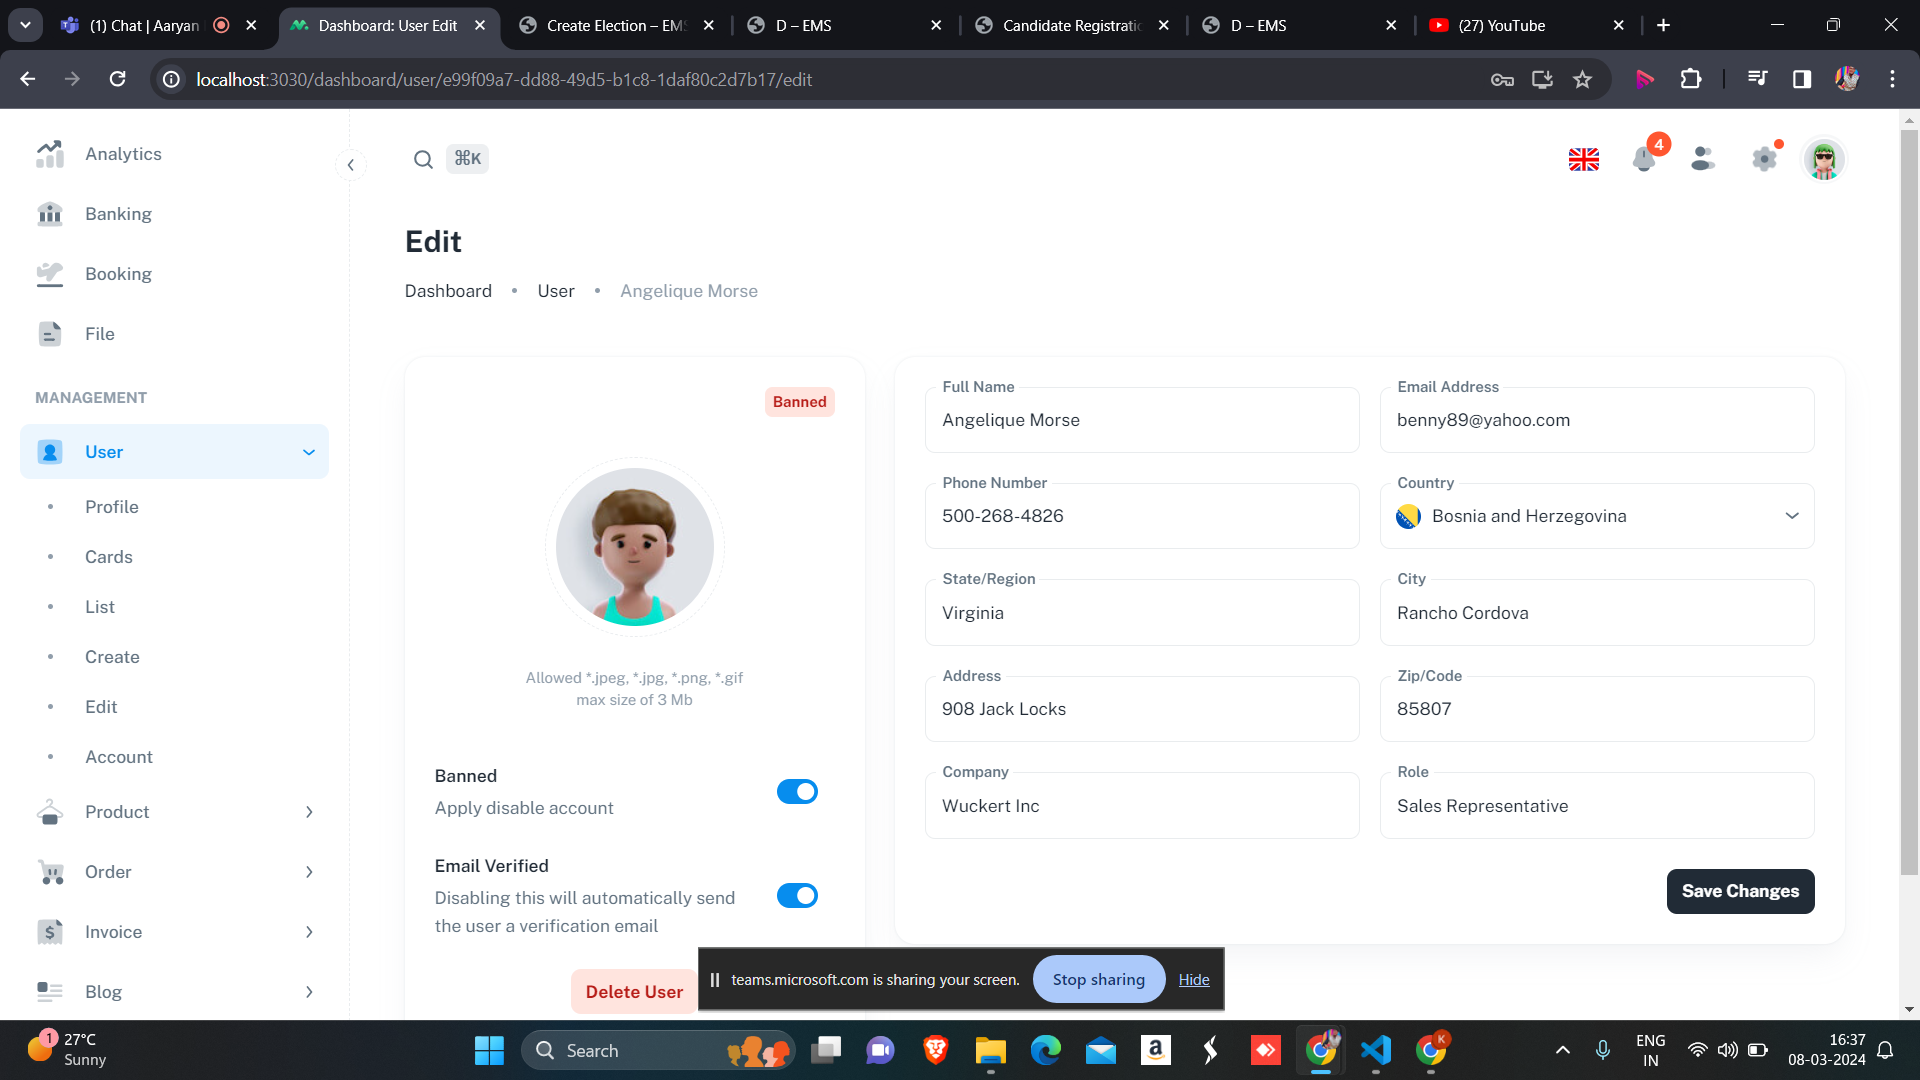 (1) Chat | Aaryan
Dashboard: User Edit
Create Election – EMS
D – EMS
Candidate Registratic
D – EMS
(27) YouTube
localhost:3030/dashboard/user/e99f09a7-dd88-49d5-b1c8-1daf80c2d7b17/edit
Analytics
Banking
Booking
File
MANAGEMENT
User
Profile
Cards
List
Create
Edit
Account
Product
Order
Invoice
Blog
⌘K
4
Edit
Dashboard • User • Angelique Morse
Banned
Allowed *.jpeg, *.jpg, *.png, *.gif
max size of 3 Mb
Banned
Apply disable account
Email Verified
Disabling this will automatically send
the user a verification email
Delete User
Full Name
Angelique Morse
Email Address
benny89@yahoo.com
Phone Number
500-268-4826
Country
Bosnia and Herzegovina
State/Region
Virginia
City
Rancho Cordova
Address
908 Jack Locks
Zip/Code
85807
Company
Wuckert Inc
Role
Sales Representative
Save Changes
teams.microsoft.com is sharing your screen.
Stop sharing
Hide
1
27°C
Sunny
Search
a
K
ENG
IN
16:37
08-03-2024